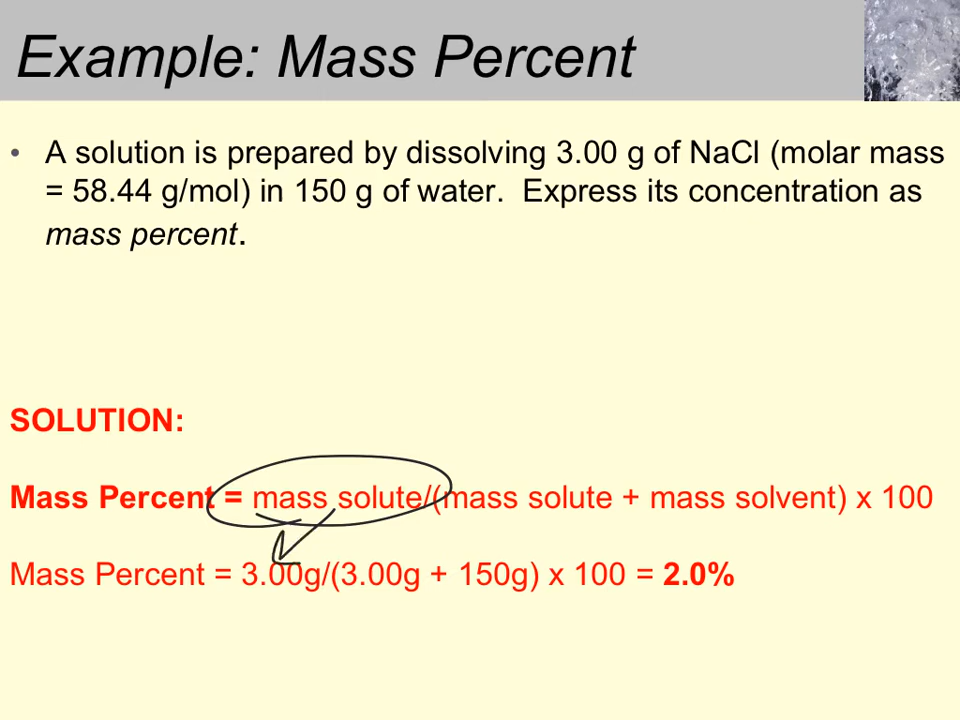 Example: Mass Percent
• A solution is prepared by dissolving 3.00 g of NaCl (molar mass
= 58.44 g/mol) in 150 g of water.  Express its concentration as
mass percent.
SOLUTION:
Mass Percent = mass solute/(mass solute + mass solvent) x 100
Mass Percent = 3.00g/(3.00g + 150g) x 100 = 2.0%